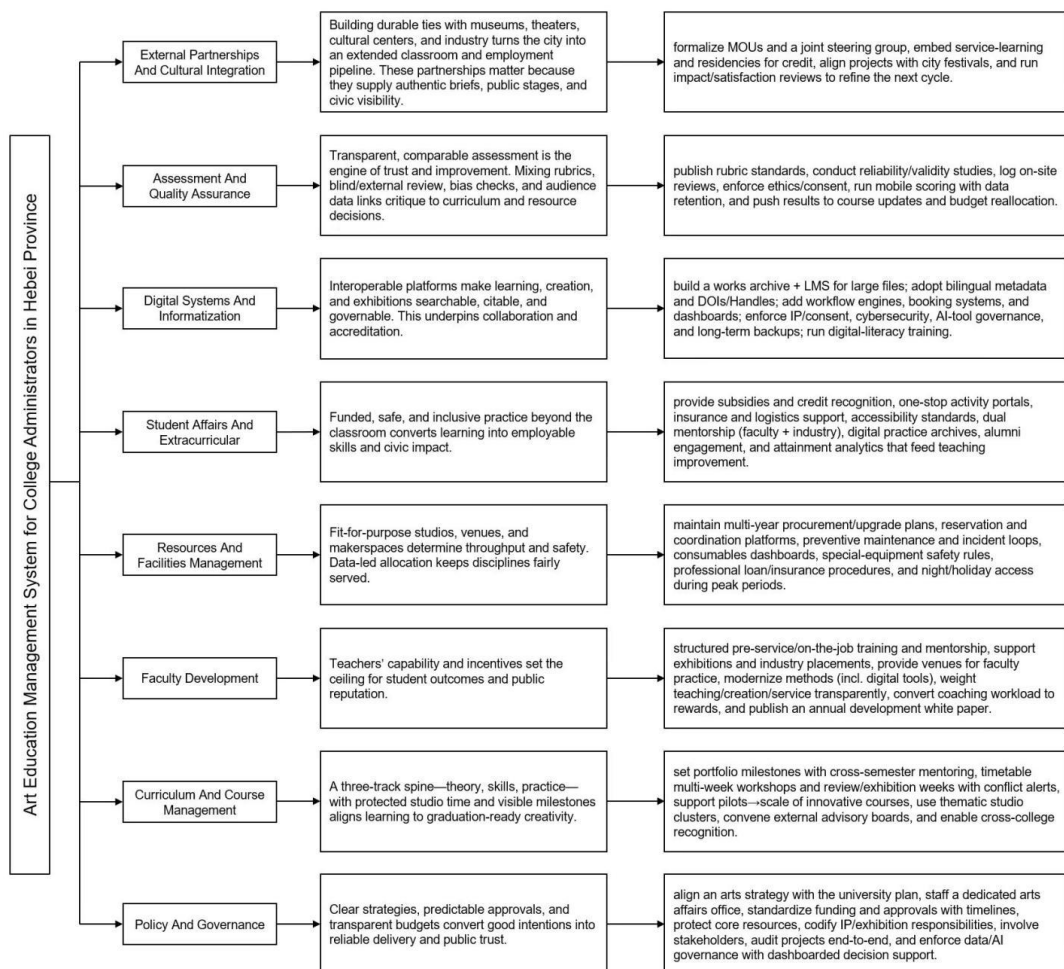 Art Education Management System for College Administrators in Hebei Province
External Partnerships
And Cultural Integration
Building durable ties with museums, theaters,
cultural centers, and industry turns the city into
an extended classroom and employment
pipeline. These partnerships matter because
they supply authentic briefs, public stages, and
civic visibility.
formalize MOUs and a joint steering group, embed service-learning
and residencies for credit, align projects with city festivals, and run
impact/satisfaction reviews to refine the next cycle.
Assessment And
Quality Assurance
Transparent, comparable assessment is the
engine of trust and improvement. Mixing rubrics,
blind/external review, bias checks, and audience
data links critique to curriculum and resource
decisions.
publish rubric standards, conduct reliability/validity studies, log on-site
reviews, enforce ethics/consent, run mobile scoring with data
retention, and push results to course updates and budget reallocation.
Digital Systems And
Informatization
Interoperable platforms make learning, creation,
and exhibitions searchable, citable, and
governable. This underpins collaboration and
accreditation.
build a works archive + LMS for large files; adopt bilingual metadata
and DOIs/Handles; add workflow engines, booking systems, and
dashboards; enforce IP/consent, cybersecurity, AI-tool governance,
and long-term backups; run digital-literacy training.
Student Affairs And
Extracurricular
Funded, safe, and inclusive practice beyond the
classroom converts learning into employable
skills and civic impact.
provide subsidies and credit recognition, one-stop activity portals,
insurance and logistics support, accessibility standards, dual
mentorship (faculty + industry), digital practice archives, alumni
engagement, and attainment analytics that feed teaching
improvement.
Resources And
Facilities Management
Fit-for-purpose studios, venues, and
makerspaces determine throughput and safety.
Data-led allocation keeps disciplines fairly
served.
maintain multi-year procurement/upgrade plans, reservation and
coordination platforms, preventive maintenance and incident loops,
consumables dashboards, special-equipment safety rules,
professional loan/insurance procedures, and night/holiday access
during peak periods.
Faculty Development
Teachers' capability and incentives set the
ceiling for student outcomes and public
reputation.
structured pre-service/on-the-job training and mentorship, support
exhibitions and industry placements, provide venues for faculty
practice, modernize methods (incl. digital tools), weight
teaching/creation/service transparently, convert coaching workload to
rewards, and publish an annual development white paper.
Curriculum And Course
Management
A three-track spine—theory, skills, practice—
with protected studio time and visible milestones
aligns learning to graduation-ready creativity.
set portfolio milestones with cross-semester mentoring, timetable
multi-week workshops and review/exhibition weeks with conflict alerts,
support pilots→scale of innovative courses, use thematic studio
clusters, convene external advisory boards, and enable cross-college
recognition.
Policy And Governance
Clear strategies, predictable approvals, and
transparent budgets convert good intentions into
reliable delivery and public trust.
align an arts strategy with the university plan, staff a dedicated arts
affairs office, standardize funding and approvals with timelines,
protect core resources, codify IP/exhibition responsibilities, involve
stakeholders, audit projects end-to-end, and enforce data/AI
governance with dashboarded decision support.